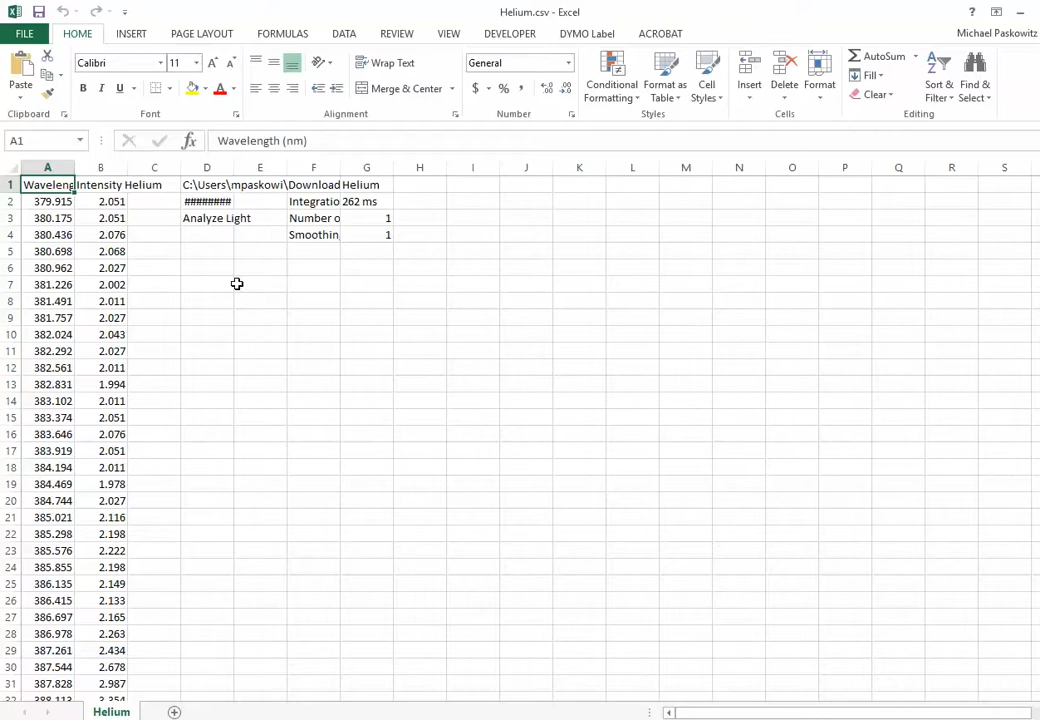 Helium.csv - Excel
FILE HOME INSERT PAGE LAYOUT FORMULAS DATA REVIEW VIEW DEVELOPER DYMO Label ACROBAT Michael Paskowitz
Calibri 11 Wrap Text General AutoSum
Paste B I U Merge & Center $ % , Conditional Formatting Format as Table Cell Styles Insert Delete Format Fill Clear Sort & Filter Find & Select
Clipboard Font Alignment Number Styles Cells Editing
A1 fx Wavelength (nm)
A B C D E F G H I J K L M N O P Q R S
1 Waveleng Intensity Helium C:\Users\mpaskowi\Download Helium
2 379.915 2.051 ######## Integratio 262 ms
3 380.175 2.051 Analyze Light Number o 1
4 380.436 2.076 Smoothin 1
5 380.698 2.068
6 380.962 2.027
7 381.226 2.002
8 381.491 2.011
9 381.757 2.027
10 382.024 2.043
11 382.292 2.027
12 382.561 2.011
13 382.831 1.994
14 383.102 2.011
15 383.374 2.051
16 383.646 2.076
17 383.919 2.051
18 384.194 2.011
19 384.469 1.978
20 384.744 2.027
21 385.021 2.116
22 385.298 2.198
23 385.576 2.222
24 385.855 2.198
25 386.135 2.149
26 386.415 2.133
27 386.697 2.165
28 386.978 2.263
29 387.261 2.434
30 387.544 2.678
31 387.828 2.987
32 388.113 3.354
Helium